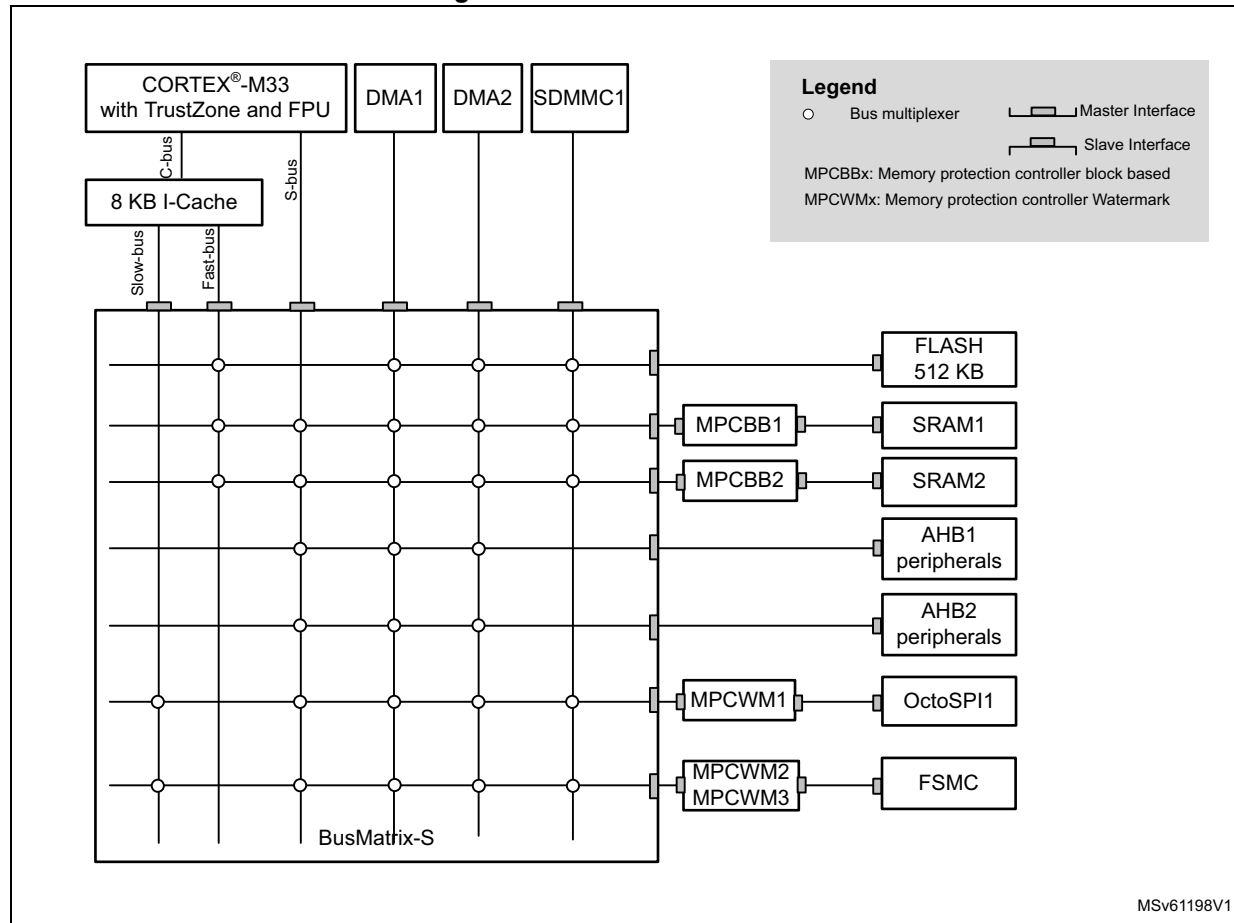 CORTEX®-M33
with TrustZone and FPU
DMA1
DMA2
SDMMC1
Legend
Bus multiplexer
Master Interface
Slave Interface
MPCBBx: Memory protection controller block based
MPCWMx: Memory protection controller Watermark
C-bus
S-bus
8 KB I-Cache
Slow-bus
Fast-bus
FLASH
512 KB
MPCBB1
SRAM1
MPCBB2
SRAM2
AHB1
peripherals
AHB2
peripherals
MPCWM1
OctoSPI1
MPCWM2
MPCWM3
FSMC
BusMatrix-S
MSv61198V1